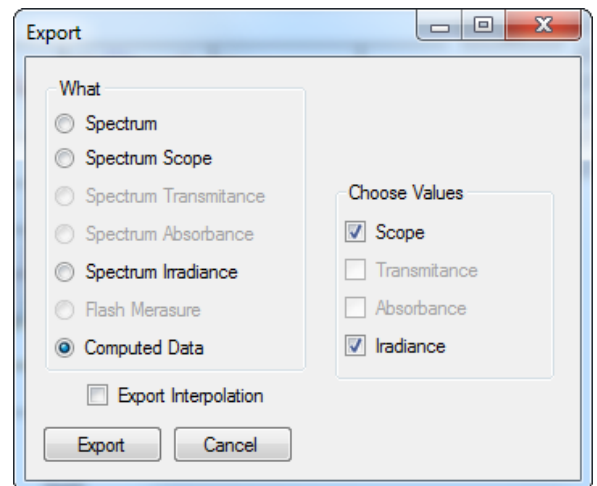 Export
What
Spectrum
Spectrum Scope
Spectrum Transmitance
Spectrum Absorbance
Spectrum Irradiance
Flash Merasure
Computed Data
Choose Values
Scope
Transmitance
Absorbance
Irradiance
Export Interpolation
Export Cancel